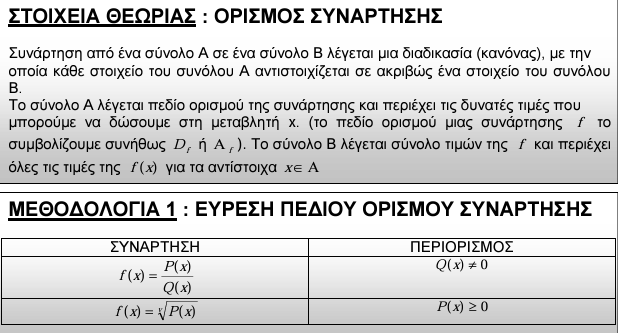 ΣΤΟΙΧΕΙΑ ΘΕΩΡΙΑΣ : ΟΡΙΣΜΟΣ ΣΥΝΑΡΤΗΣΗΣ
Συνάρτηση από ένα σύνολο Α σε ένα σύνολο Β λέγεται μια διαδικασία (κανόνας), με την
οποία κάθε στοιχείο του συνόλου Α αντιστοιχίζεται σε ακριβώς ένα στοιχείο του συνόλου
Β.
Το σύνολο Α λέγεται πεδίο ορισμού της συνάρτησης και περιέχει τις δυνατές τιμές που
μπορούμε να δώσουμε στη μεταβλητή x. (το πεδίο ορισμού μιας συνάρτησης f το
συμβολίζουμε συνήθως D_f ή Α_f ). Το σύνολο Β λέγεται σύνολο τιμών της f και περιέχει
όλες τις τιμές της f(x) για τα αντίστοιχα x∈ Α
ΜΕΘΟΔΟΛΟΓΙΑ 1 : ΕΥΡΕΣΗ ΠΕΔΙΟΥ ΟΡΙΣΜΟΥ ΣΥΝΑΡΤΗΣΗΣ
ΣΥΝΑΡΤΗΣΗ ΠΕΡΙΟΡΙΣΜΟΣ
f(x) = P(x)/Q(x) Q(x) ≠ 0
f(x) = ᵛ√P(x) P(x) ≥ 0